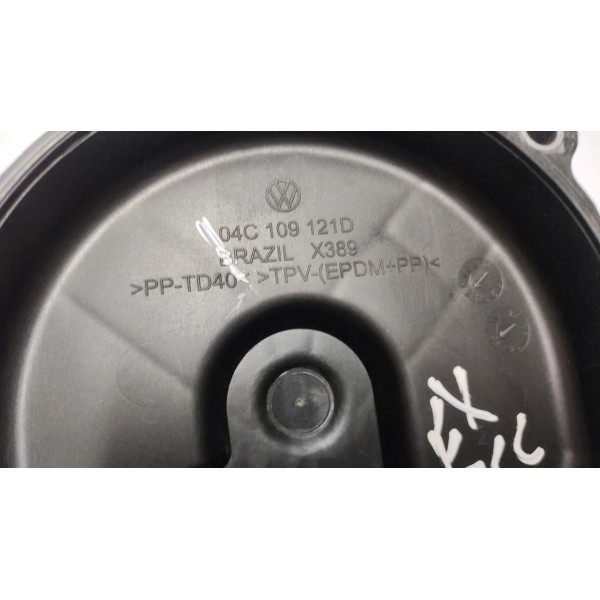 04C 109 121D
BRAZIL X389
>PP-TD40< >TPV-(EPDM+PP)<